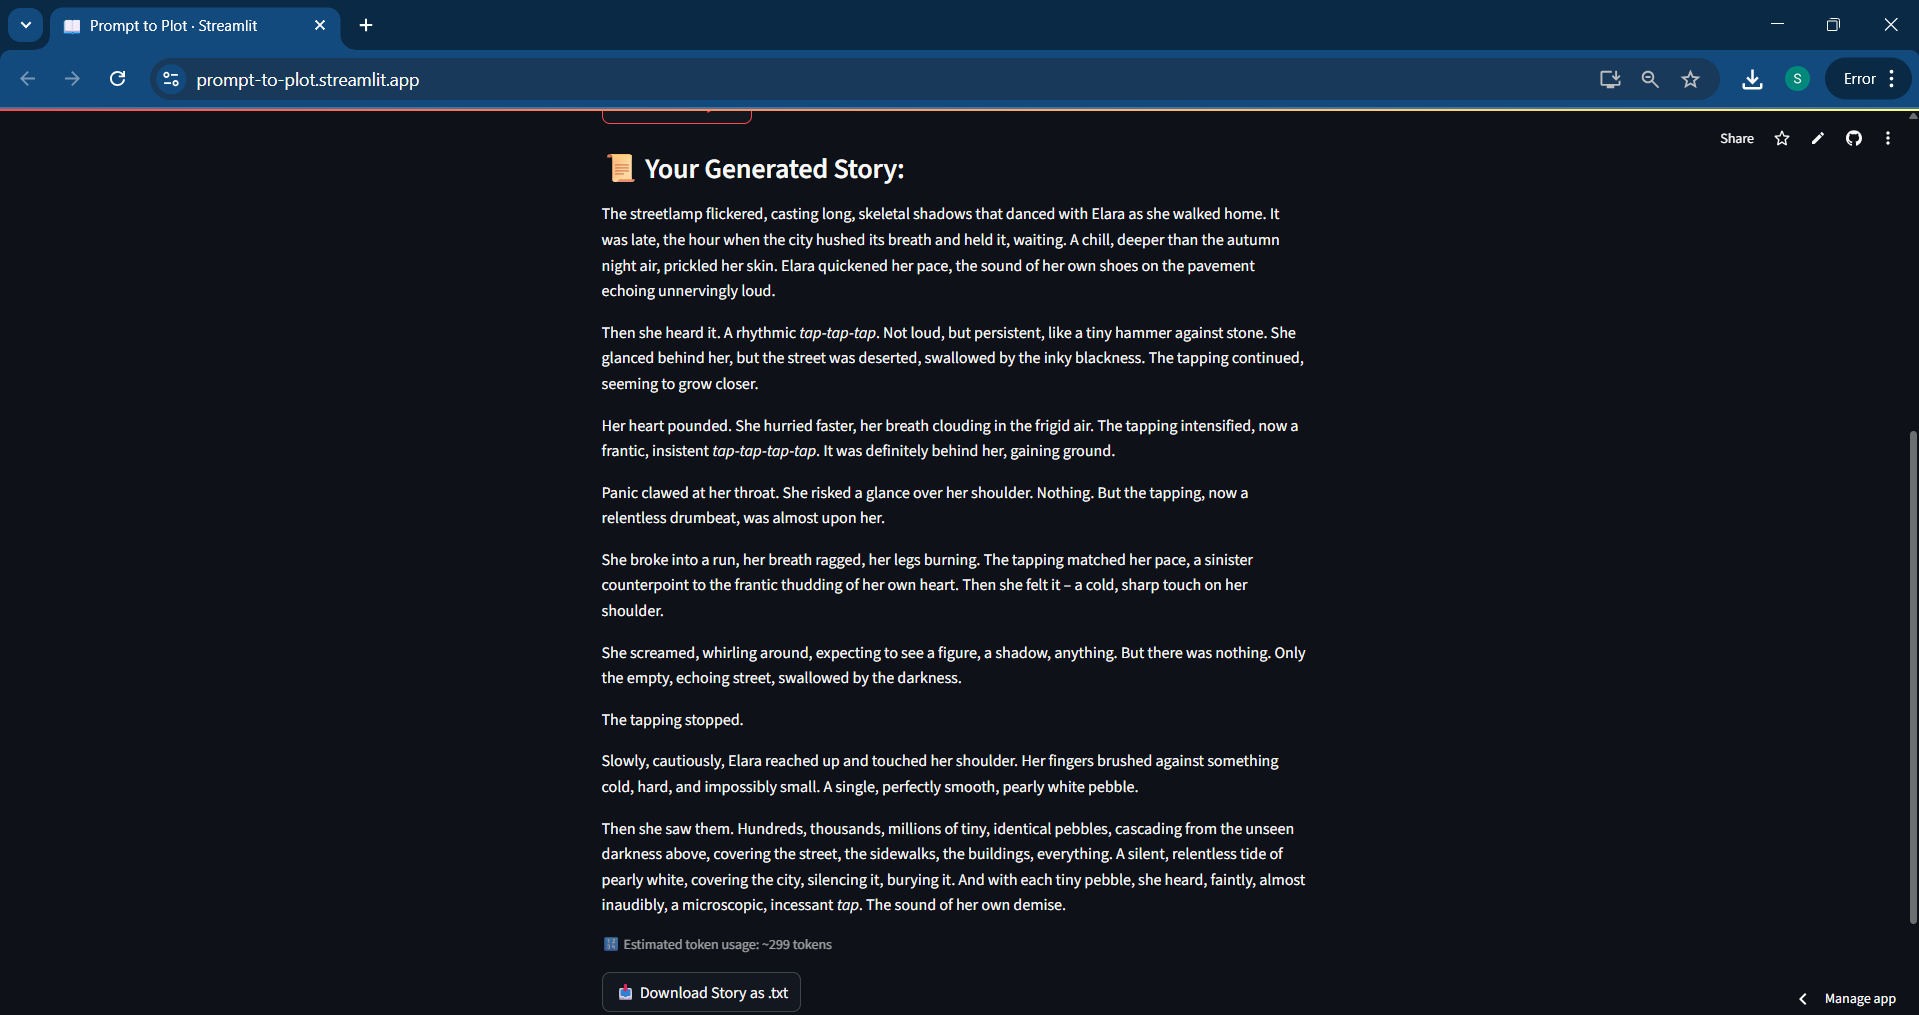 Prompt to Plot · Streamlit
prompt-to-plot.streamlit.app
S
Error
Share
Your Generated Story:
The streetlamp flickered, casting long, skeletal shadows that danced with Elara as she walked home. It
was late, the hour when the city hushed its breath and held it, waiting. A chill, deeper than the autumn
night air, prickled her skin. Elara quickened her pace, the sound of her own shoes on the pavement
echoing unnervingly loud.
Then she heard it. A rhythmic tap-tap-tap. Not loud, but persistent, like a tiny hammer against stone. She
glanced behind her, but the street was deserted, swallowed by the inky blackness. The tapping continued,
seeming to grow closer.
Her heart pounded. She hurried faster, her breath clouding in the frigid air. The tapping intensified, now a
frantic, insistent tap-tap-tap-tap. It was definitely behind her, gaining ground.
Panic clawed at her throat. She risked a glance over her shoulder. Nothing. But the tapping, now a
relentless drumbeat, was almost upon her.
She broke into a run, her breath ragged, her legs burning. The tapping matched her pace, a sinister
counterpoint to the frantic thudding of her own heart. Then she felt it – a cold, sharp touch on her
shoulder.
She screamed, whirling around, expecting to see a figure, a shadow, anything. But there was nothing. Only
the empty, echoing street, swallowed by the darkness.
The tapping stopped.
Slowly, cautiously, Elara reached up and touched her shoulder. Her fingers brushed against something
cold, hard, and impossibly small. A single, perfectly smooth, pearly white pebble.
Then she saw them. Hundreds, thousands, millions of tiny, identical pebbles, cascading from the unseen
darkness above, covering the street, the sidewalks, the buildings, everything. A silent, relentless tide of
pearly white, covering the city, silencing it, burying it. And with each tiny pebble, she heard, faintly, almost
inaudibly, a microscopic, incessant tap. The sound of her own demise.
Estimated token usage: ~299 tokens
Download Story as .txt
Manage app